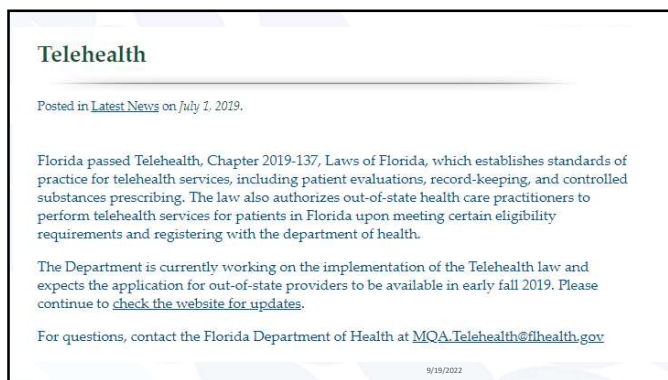 Telehealth
Posted in Latest News on July 1, 2019.
Florida passed Telehealth, Chapter 2019-137, Laws of Florida, which establishes standards of
practice for telehealth services, including patient evaluations, record-keeping, and controlled
substances prescribing. The law also authorizes out-of-state health care practitioners to
perform telehealth services for patients in Florida upon meeting certain eligibility
requirements and registering with the department of health.
The Department is currently working on the implementation of the Telehealth law and
expects the application for out-of-state providers to be available in early fall 2019. Please
continue to check the website for updates.
For questions, contact the Florida Department of Health at MQA.Telehealth@flhealth.gov
9/19/2022